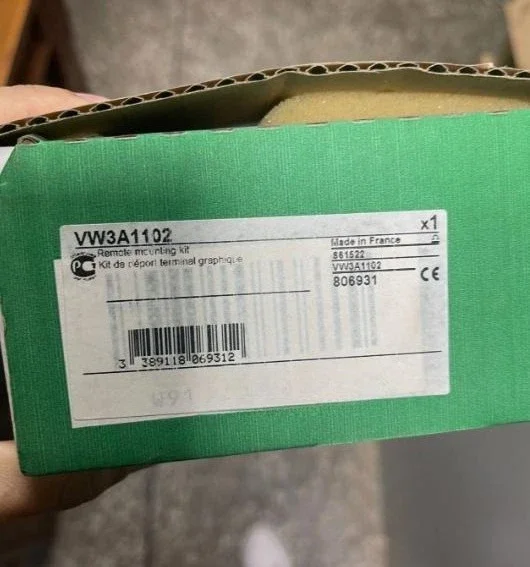 VW3A1102
x1
Remote mounting kit
Kit de déport terminal graphique
Made in France
861522
VW3A1102
806931
CE
3 389118 069312